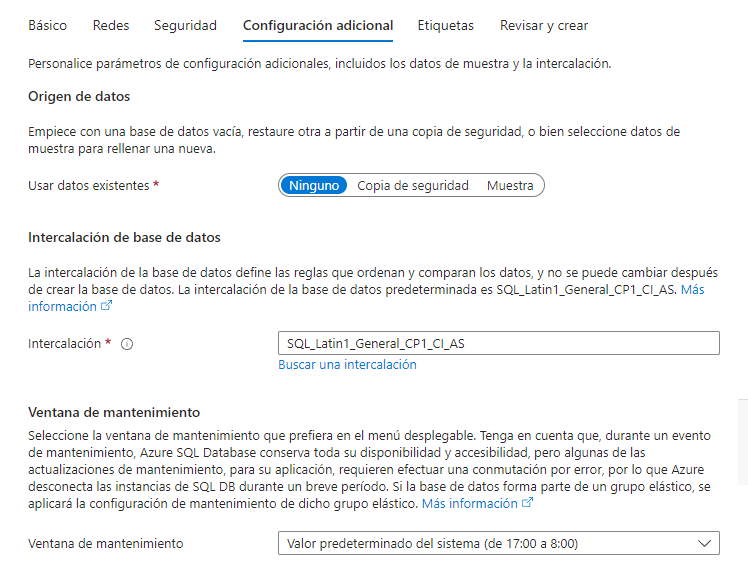 Básico Redes Seguridad Configuración adicional Etiquetas Revisar y crear
Personalice parámetros de configuración adicionales, incluidos los datos de muestra y la intercalación.
Origen de datos
Empiece con una base de datos vacía, restaure otra a partir de una copia de seguridad, o bien seleccione datos de
muestra para rellenar una nueva.
Usar datos existentes * Ninguno Copia de seguridad Muestra
Intercalación de base de datos
La intercalación de la base de datos define las reglas que ordenan y comparan los datos, y no se puede cambiar después
de crear la base de datos. La intercalación de la base de datos predeterminada es SQL_Latin1_General_CP1_CI_AS. Más
información
Intercalación * SQL_Latin1_General_CP1_CI_AS
Buscar una intercalación
Ventana de mantenimiento
Seleccione la ventana de mantenimiento que prefiera en el menú desplegable. Tenga en cuenta que, durante un evento
de mantenimiento, Azure SQL Database conserva toda su disponibilidad y accesibilidad, pero algunas de las
actualizaciones de mantenimiento, para su aplicación, requieren efectuar una conmutación por error, por lo que Azure
desconecta las instancias de SQL DB durante un breve período. Si la base de datos forma parte de un grupo elástico, se
aplicará la configuración de mantenimiento de dicho grupo elástico. Más información
Ventana de mantenimiento Valor predeterminado del sistema (de 17:00 a 8:00)